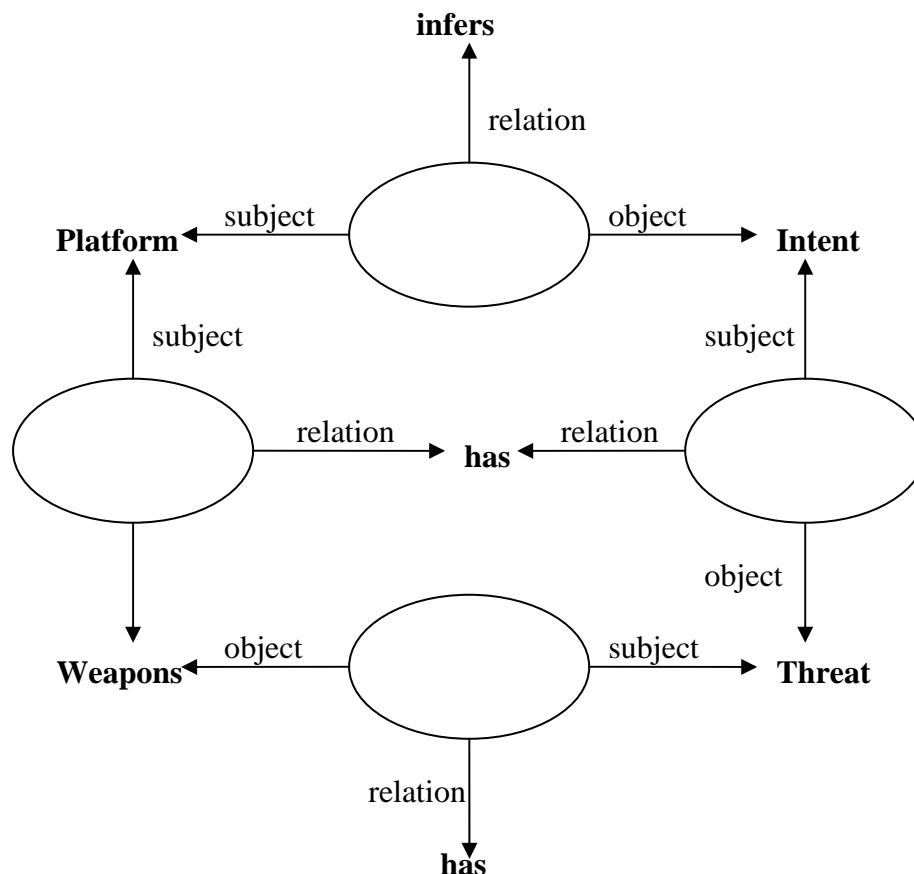 infers
relation
subject
object
Platform
Intent
subject
subject
relation
relation
has
object
object
subject
Weapons
Threat
relation
has